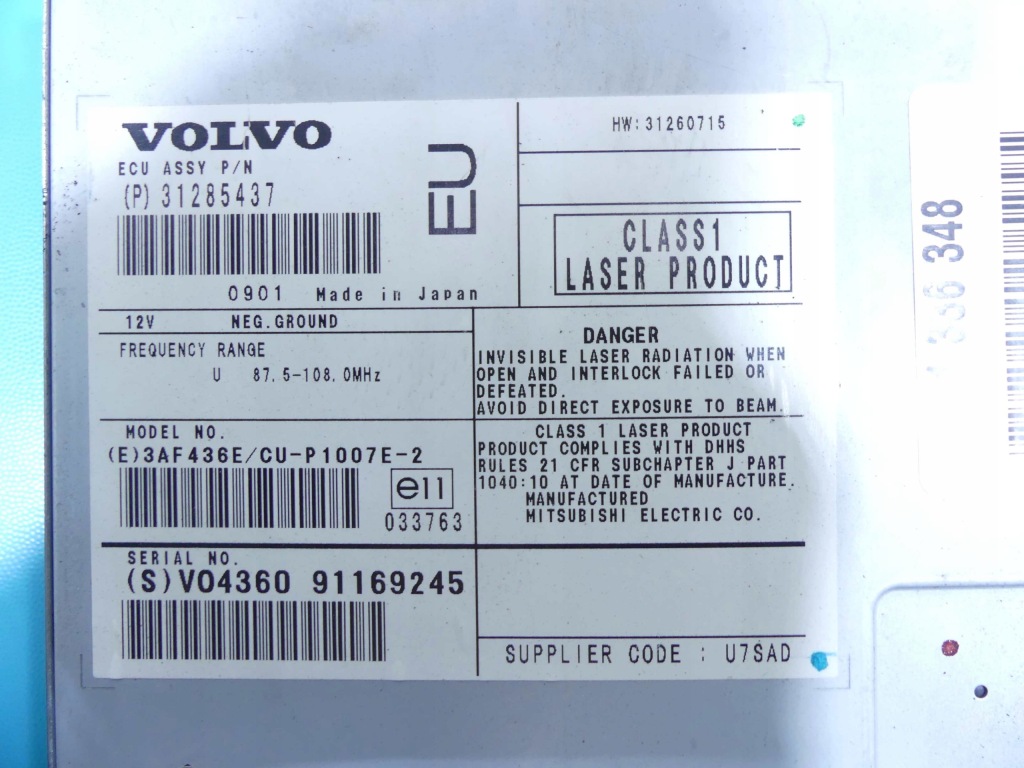 VOLVO
ECU ASSY P/N
(P) 31285437
EU
0901 Made in Japan
HW:31260715
CLASS1
LASER PRODUCT
12V NEG.GROUND
FREQUENCY RANGE
U 87.5-108.0MHz
DANGER
INVISIBLE LASER RADIATION WHEN
OPEN AND INTERLOCK FAILED OR
DEFEATED.
AVOID DIRECT EXPOSURE TO BEAM.
MODEL NO.
(E)3AF436E/CU-P1007E-2
e11
033763
CLASS 1 LASER PRODUCT
PRODUCT COMPLIES WITH DHHS
RULES 21 CFR SUBCHAPTER J PART
1040:10 AT DATE OF MANUFACTURE.
MANUFACTURED
MITSUBISHI ELECTRIC CO.
SERIAL NO.
(S)VO4360 91169245
SUPPLIER CODE : U7SAD
348